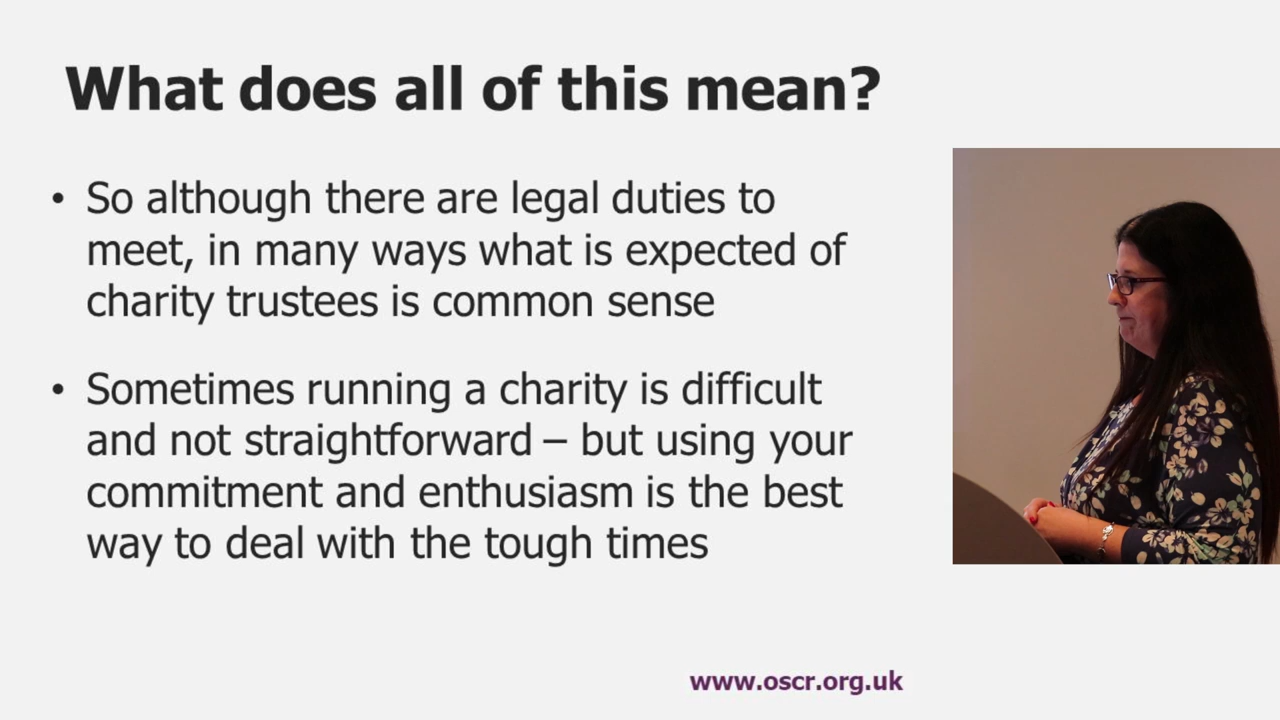 What does all of this mean?
• So although there are legal duties to
meet, in many ways what is expected of
charity trustees is common sense
• Sometimes running a charity is difficult
and not straightforward – but using your
commitment and enthusiasm is the best
way to deal with the tough times
www.oscr.org.uk